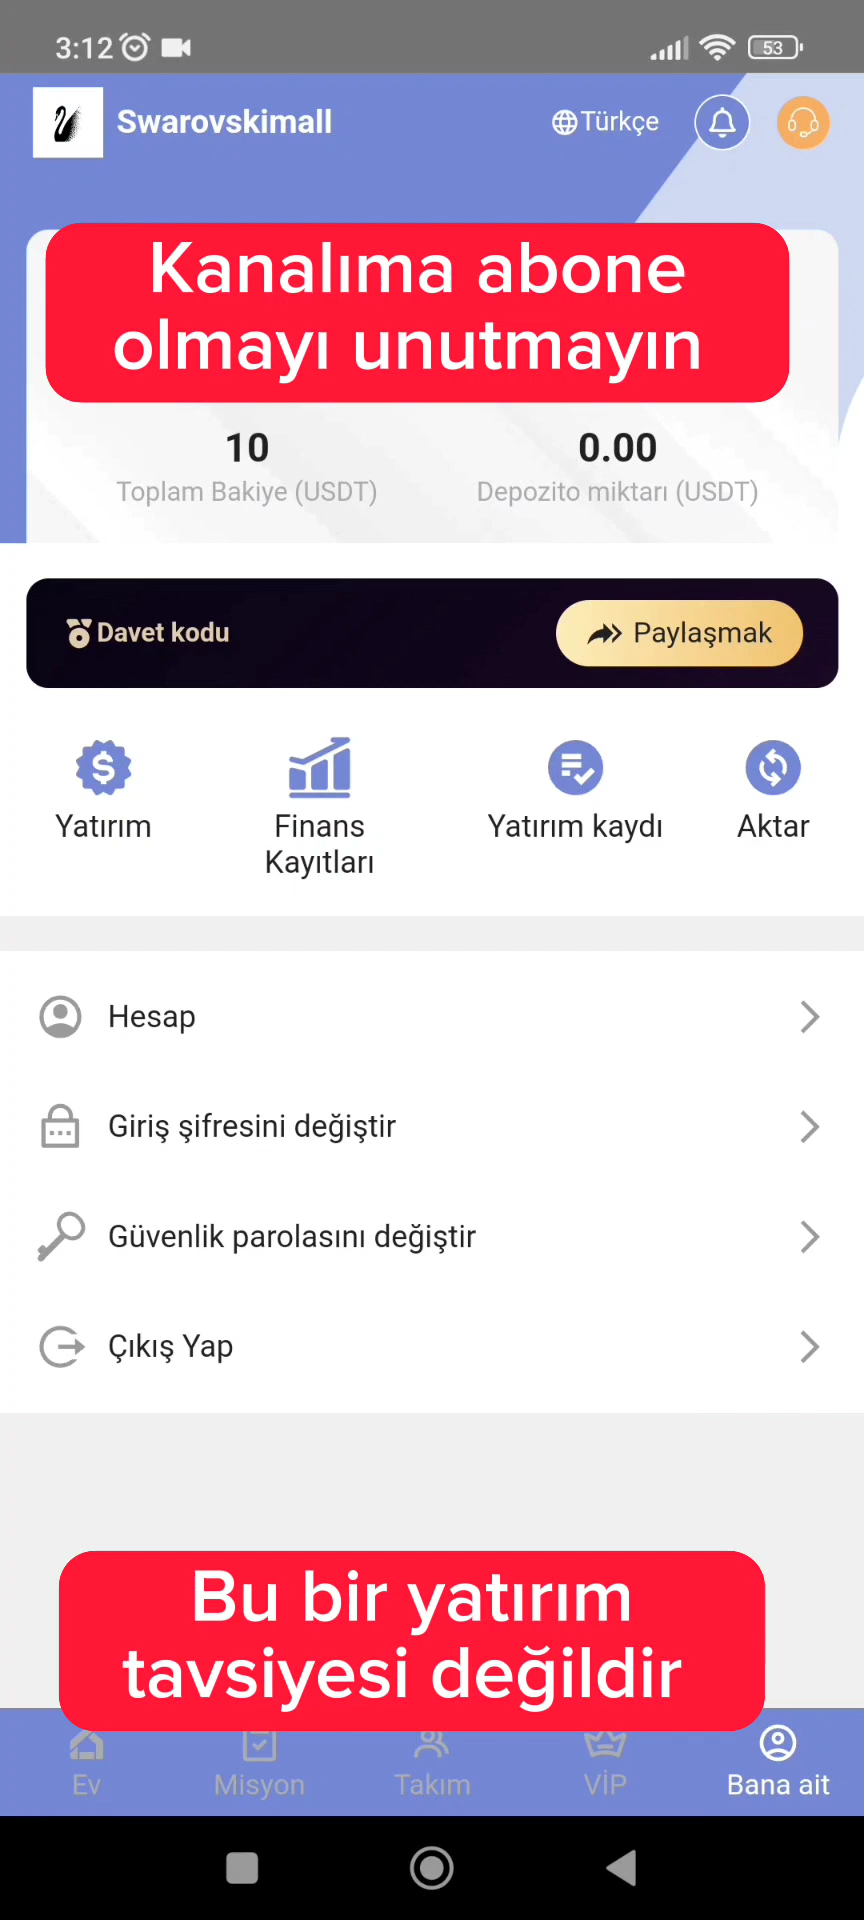 3:12
53
Swarovskimall
Türkçe
Kanalıma abone
olmayı unutmayın
10
0.00
Toplam Bakiye (USDT)
Depozito miktarı (USDT)
Davet kodu
Paylaşmak
Yatırım
Finans
Kayıtları
Yatırım kaydı
Aktar
Hesap
Giriş şifresini değiştir
Güvenlik parolasını değiştir
Çıkış Yap
Bu bir yatırım
tavsiyesi değildir
Ev
Misyon
Takım
VİP
Bana ait